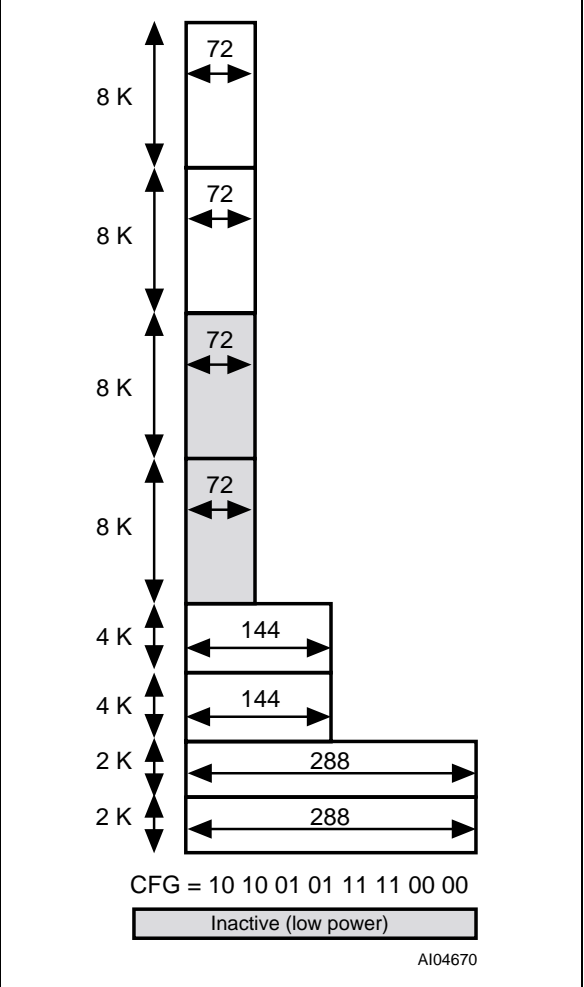 72
8 K
72
8 K
72
8 K
72
8 K
144
4 K
144
4 K
288
2 K
288
2 K
CFG = 10 10 01 01 11 11 00 00
Inactive (low power)
AI04670